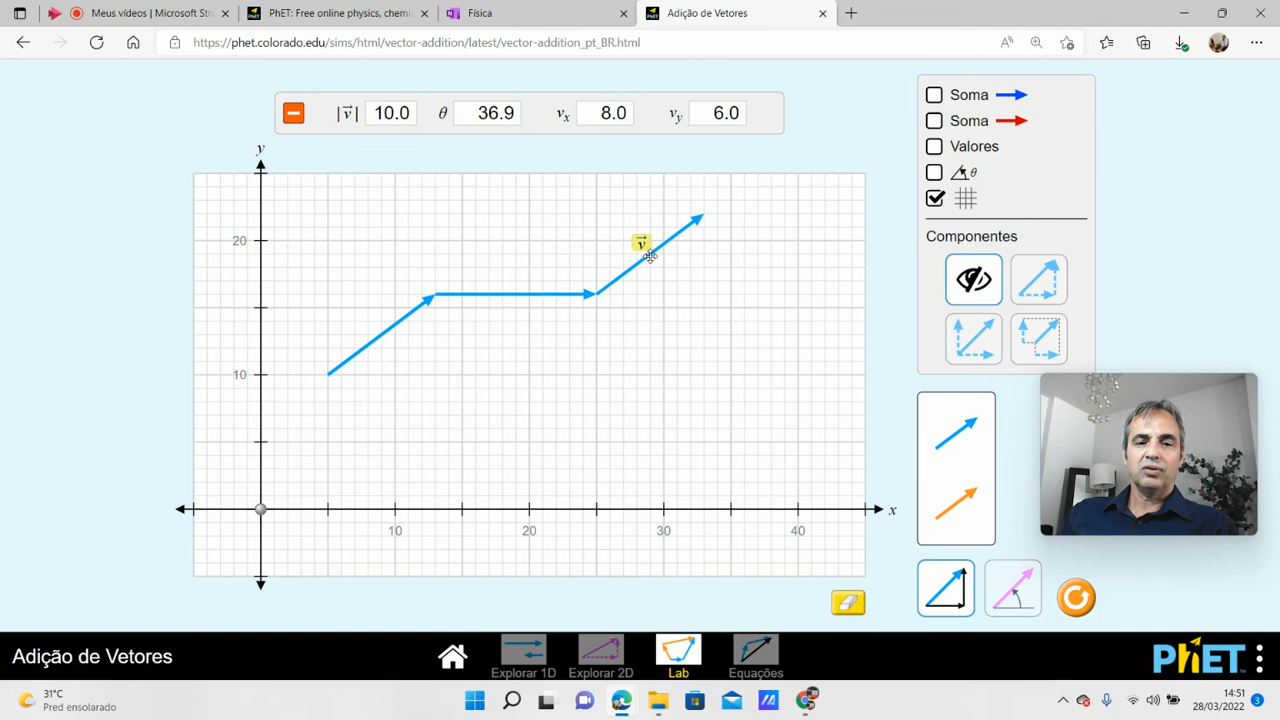 Meus vídeos | Microsoft Str
PhET: Free online physics, chemis
Física
Adição de Vetores
https://phet.colorado.edu/sims/html/vector-addition/latest/vector-addition_pt_BR.html
|v⃗| 10.0 θ 36.9 vx 8.0 vy 6.0
Soma
Soma
Valores
θ
Componentes
y
20
v⃗
10
x
10 20 30 40
Adição de Vetores
Explorar 1D
Explorar 2D
Lab
Equações
PhET
31°C
Pred ensolarado
14:51
28/03/2022
3